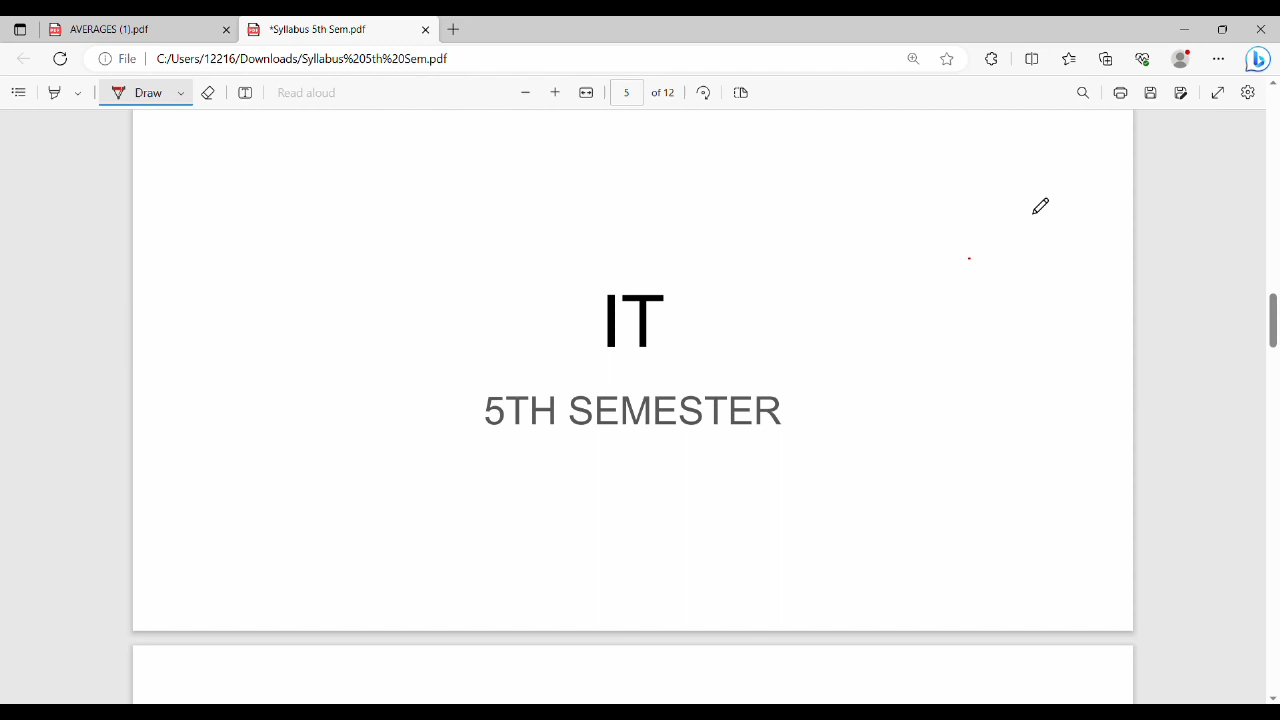 AVERAGES (1).pdf
*Syllabus 5th Sem.pdf
File
C:/Users/12216/Downloads/Syllabus%205th%20Sem.pdf
Draw
Read aloud
5
of 12
IT
5TH SEMESTER